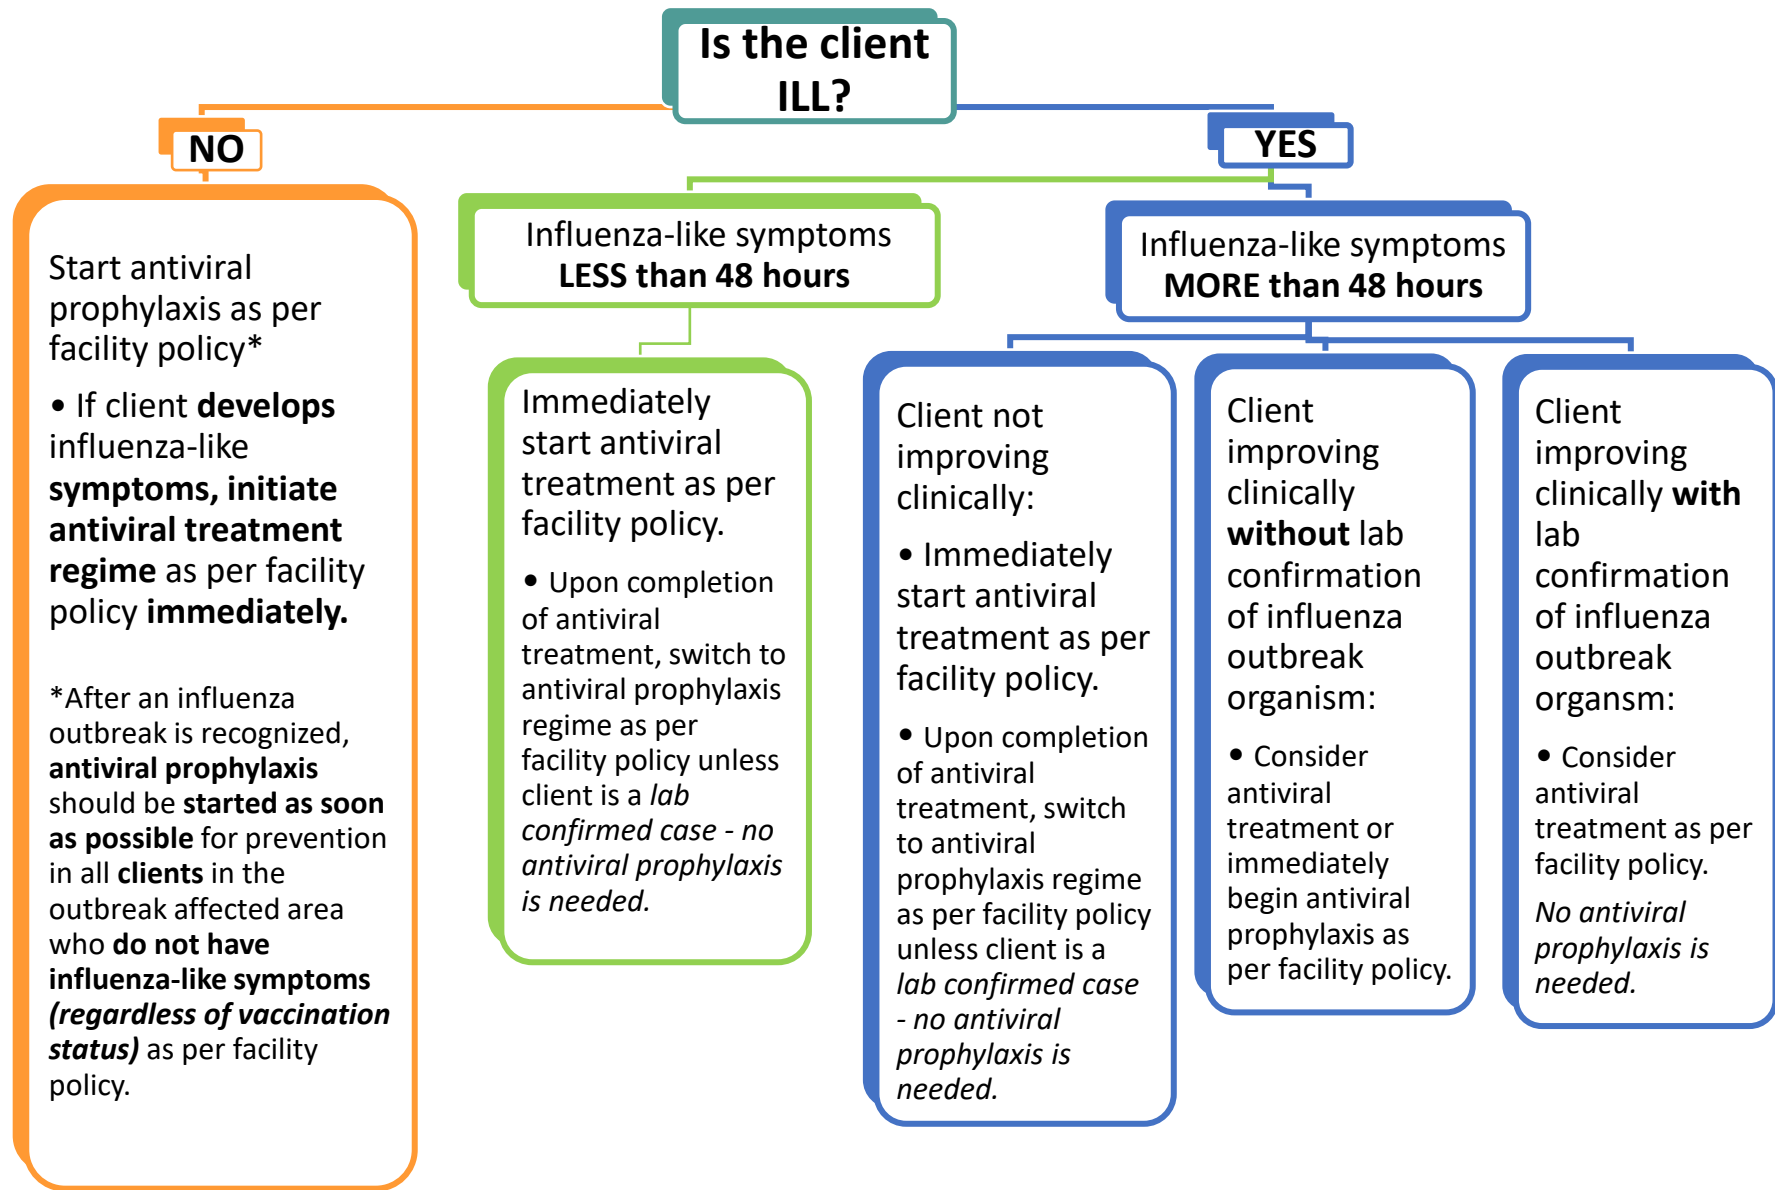 Is the client
ILL?
NO
YES
Start antiviral
prophylaxis as per
facility policy*
• If client develops
influenza-like
symptoms, initiate
antiviral treatment
regime as per facility
policy immediately.
*After an influenza
outbreak is recognized,
antiviral prophylaxis
should be started as soon
as possible for prevention
in all clients in the
outbreak affected area
who do not have
influenza-like symptoms
(regardless of vaccination
status) as per facility
policy.
Influenza-like symptoms
LESS than 48 hours
Immediately
start antiviral
treatment as per
facility policy.
• Upon completion
of antiviral
treatment, switch to
antiviral prophylaxis
regime as per
facility policy unless
client is a lab
confirmed case - no
antiviral prophylaxis
is needed.
Influenza-like symptoms
MORE than 48 hours
Client not
improving
clinically:
• Immediately
start antiviral
treatment as per
facility policy.
• Upon completion
of antiviral
treatment, switch
to antiviral
prophylaxis regime
as per facility policy
unless client is a
lab confirmed case
- no antiviral
prophylaxis is
needed.
Client
improving
clinically
without lab
confirmation
of influenza
outbreak
organism:
• Consider
antiviral
treatment or
immediately
begin antiviral
prophylaxis as
per facility policy.
Client
improving
clinically with
lab
confirmation
of influenza
outbreak
organsm:
• Consider
antiviral
treatment as per
facility policy.
No antiviral
prophylaxis is
needed.